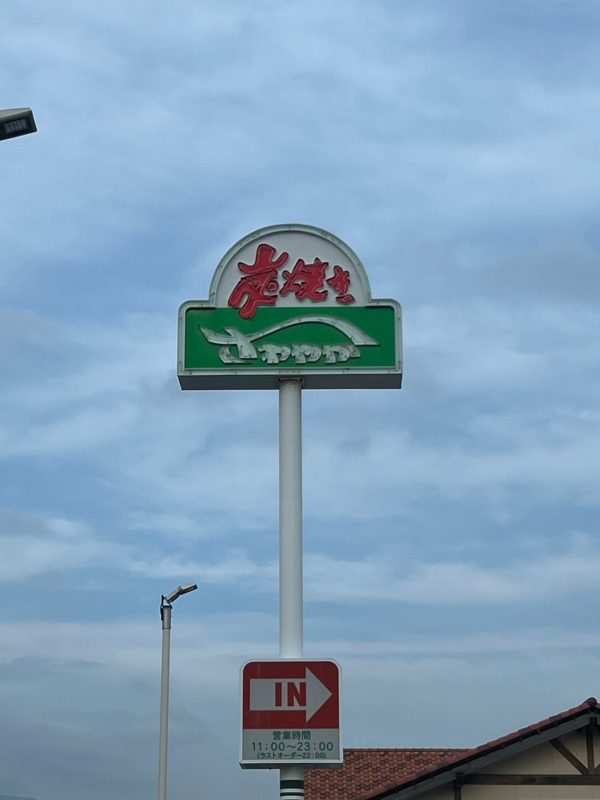 炭焼き
さわやか
IN
営業時間
11:00〜23:00
(ラストオーダー22:00)